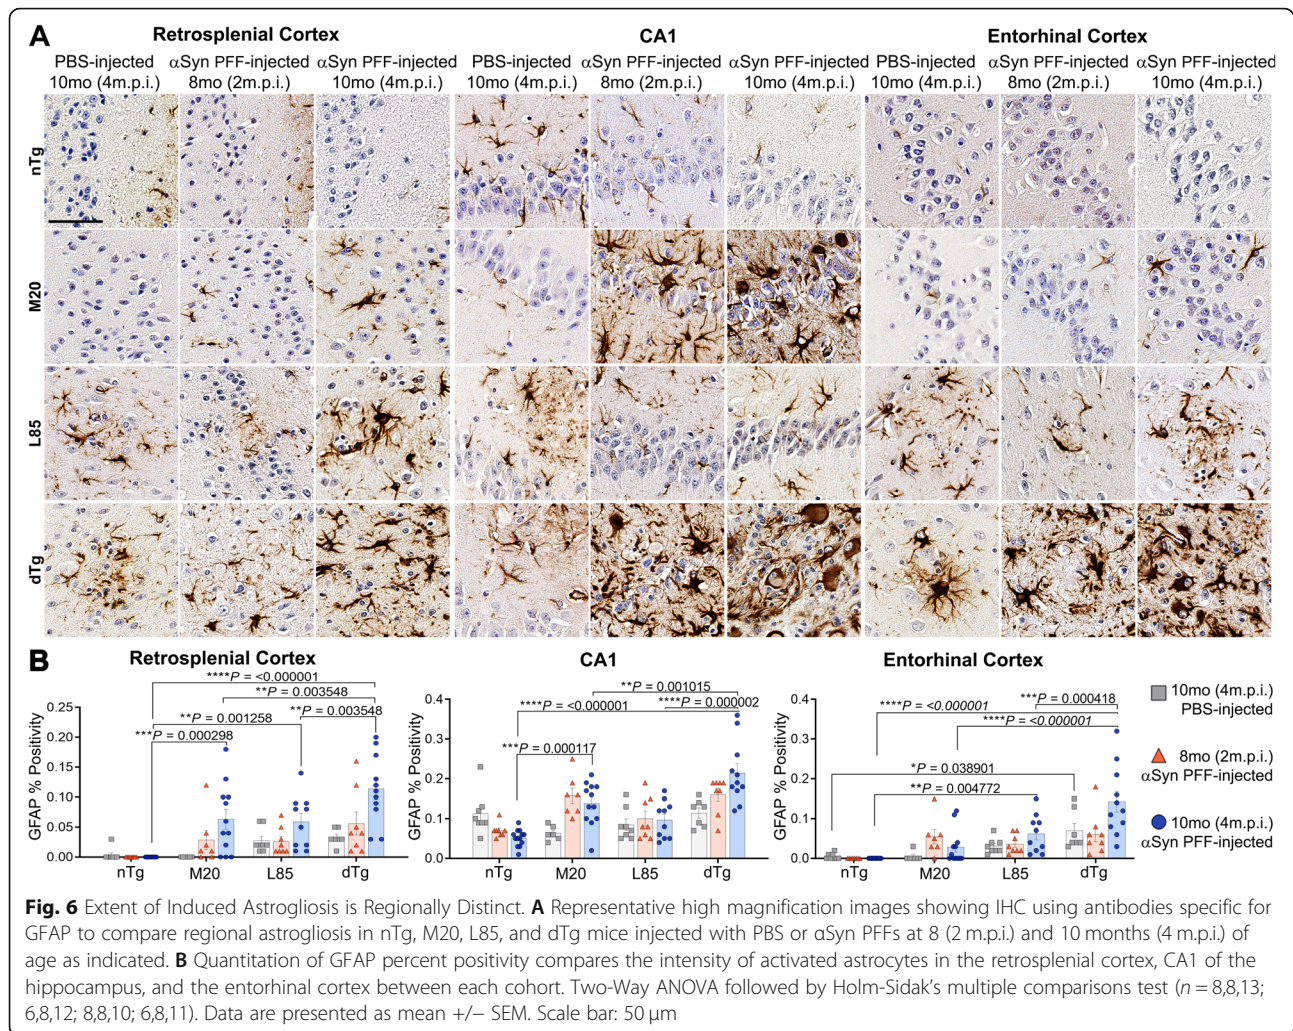 A
Retrosplenial Cortex
CA1
Entorhinal Cortex
PBS-injected αSyn PFF-injected αSyn PFF-injected PBS-injected αSyn PFF-injected αSyn PFF-injected PBS-injected αSyn PFF-injected αSyn PFF-injected
10mo (4m.p.i.) 8mo (2m.p.i.) 10mo (4m.p.i.) 10mo (4m.p.i.) 8mo (2m.p.i.) 10mo (4m.p.i.) 10mo (4m.p.i.) 8mo (2m.p.i.) 10mo (4m.p.i.)
nTg
M20
L85
dTg
B
Retrosplenial Cortex
****P = <0.000001
**P = 0.003548
**P = 0.003548
**P = 0.001258
***P = 0.000298
GFAP % Positivity
0.25
0.20
0.15
0.10
0.05
0.00
nTg M20 L85 dTg
CA1
**P = 0.001015
****P = <0.000001
****P = 0.000002
***P = 0.000117
GFAP % Positivity
0.4
0.3
0.2
0.1
0.0
nTg M20 L85 dTg
Entorhinal Cortex
***P = 0.000418
****P = <0.000001
****P = <0.000001
*P = 0.038901
**P = 0.004772
GFAP % Positivity
0.4
0.3
0.2
0.1
0.0
nTg M20 L85 dTg
10mo (4m.p.i.)
PBS-injected
8mo (2m.p.i.)
αSyn PFF-injected
10mo (4m.p.i.)
αSyn PFF-injected
Fig. 6 Extent of Induced Astrogliosis is Regionally Distinct. A Representative high magnification images showing IHC using antibodies specific for
GFAP to compare regional astrogliosis in nTg, M20, L85, and dTg mice injected with PBS or αSyn PFFs at 8 (2 m.p.i.) and 10 months (4 m.p.i.) of
age as indicated. B Quantitation of GFAP percent positivity compares the intensity of activated astrocytes in the retrosplenial cortex, CA1 of the
hippocampus, and the entorhinal cortex between each cohort. Two-Way ANOVA followed by Holm-Sidak's multiple comparisons test (n = 8,8,13;
6,8,12; 8,8,10; 6,8,11). Data are presented as mean +/− SEM. Scale bar: 50 μm